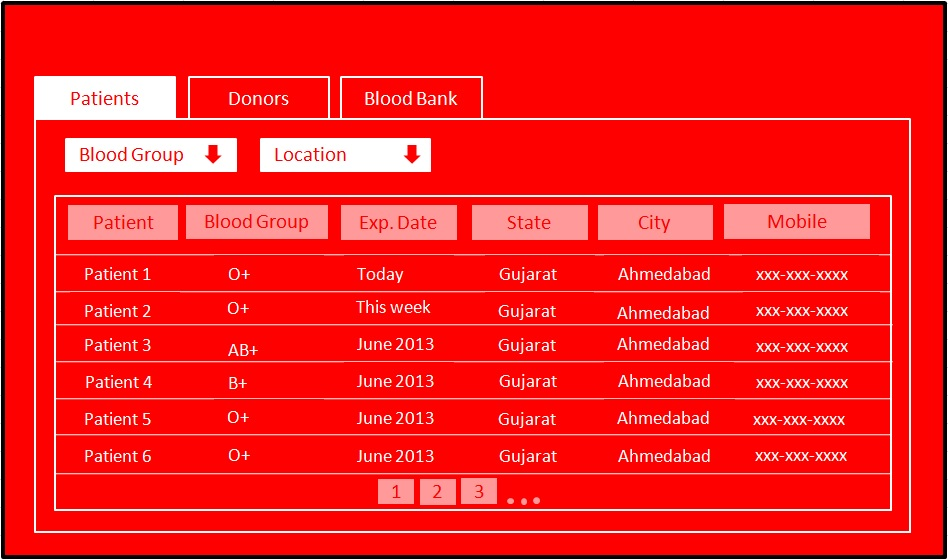 Patients Donors Blood Bank
Blood Group Location
Patient Blood Group Exp. Date State City Mobile
Patient 1 O+ Today Gujarat Ahmedabad xxx-xxx-xxxx
Patient 2 O+ This week Gujarat Ahmedabad xxx-xxx-xxxx
Patient 3 AB+ June 2013 Gujarat Ahmedabad xxx-xxx-xxxx
Patient 4 B+ June 2013 Gujarat Ahmedabad xxx-xxx-xxxx
Patient 5 O+ June 2013 Gujarat Ahmedabad xxx-xxx-xxxx
Patient 6 O+ June 2013 Gujarat Ahmedabad xxx-xxx-xxxx
1 2 3 ...